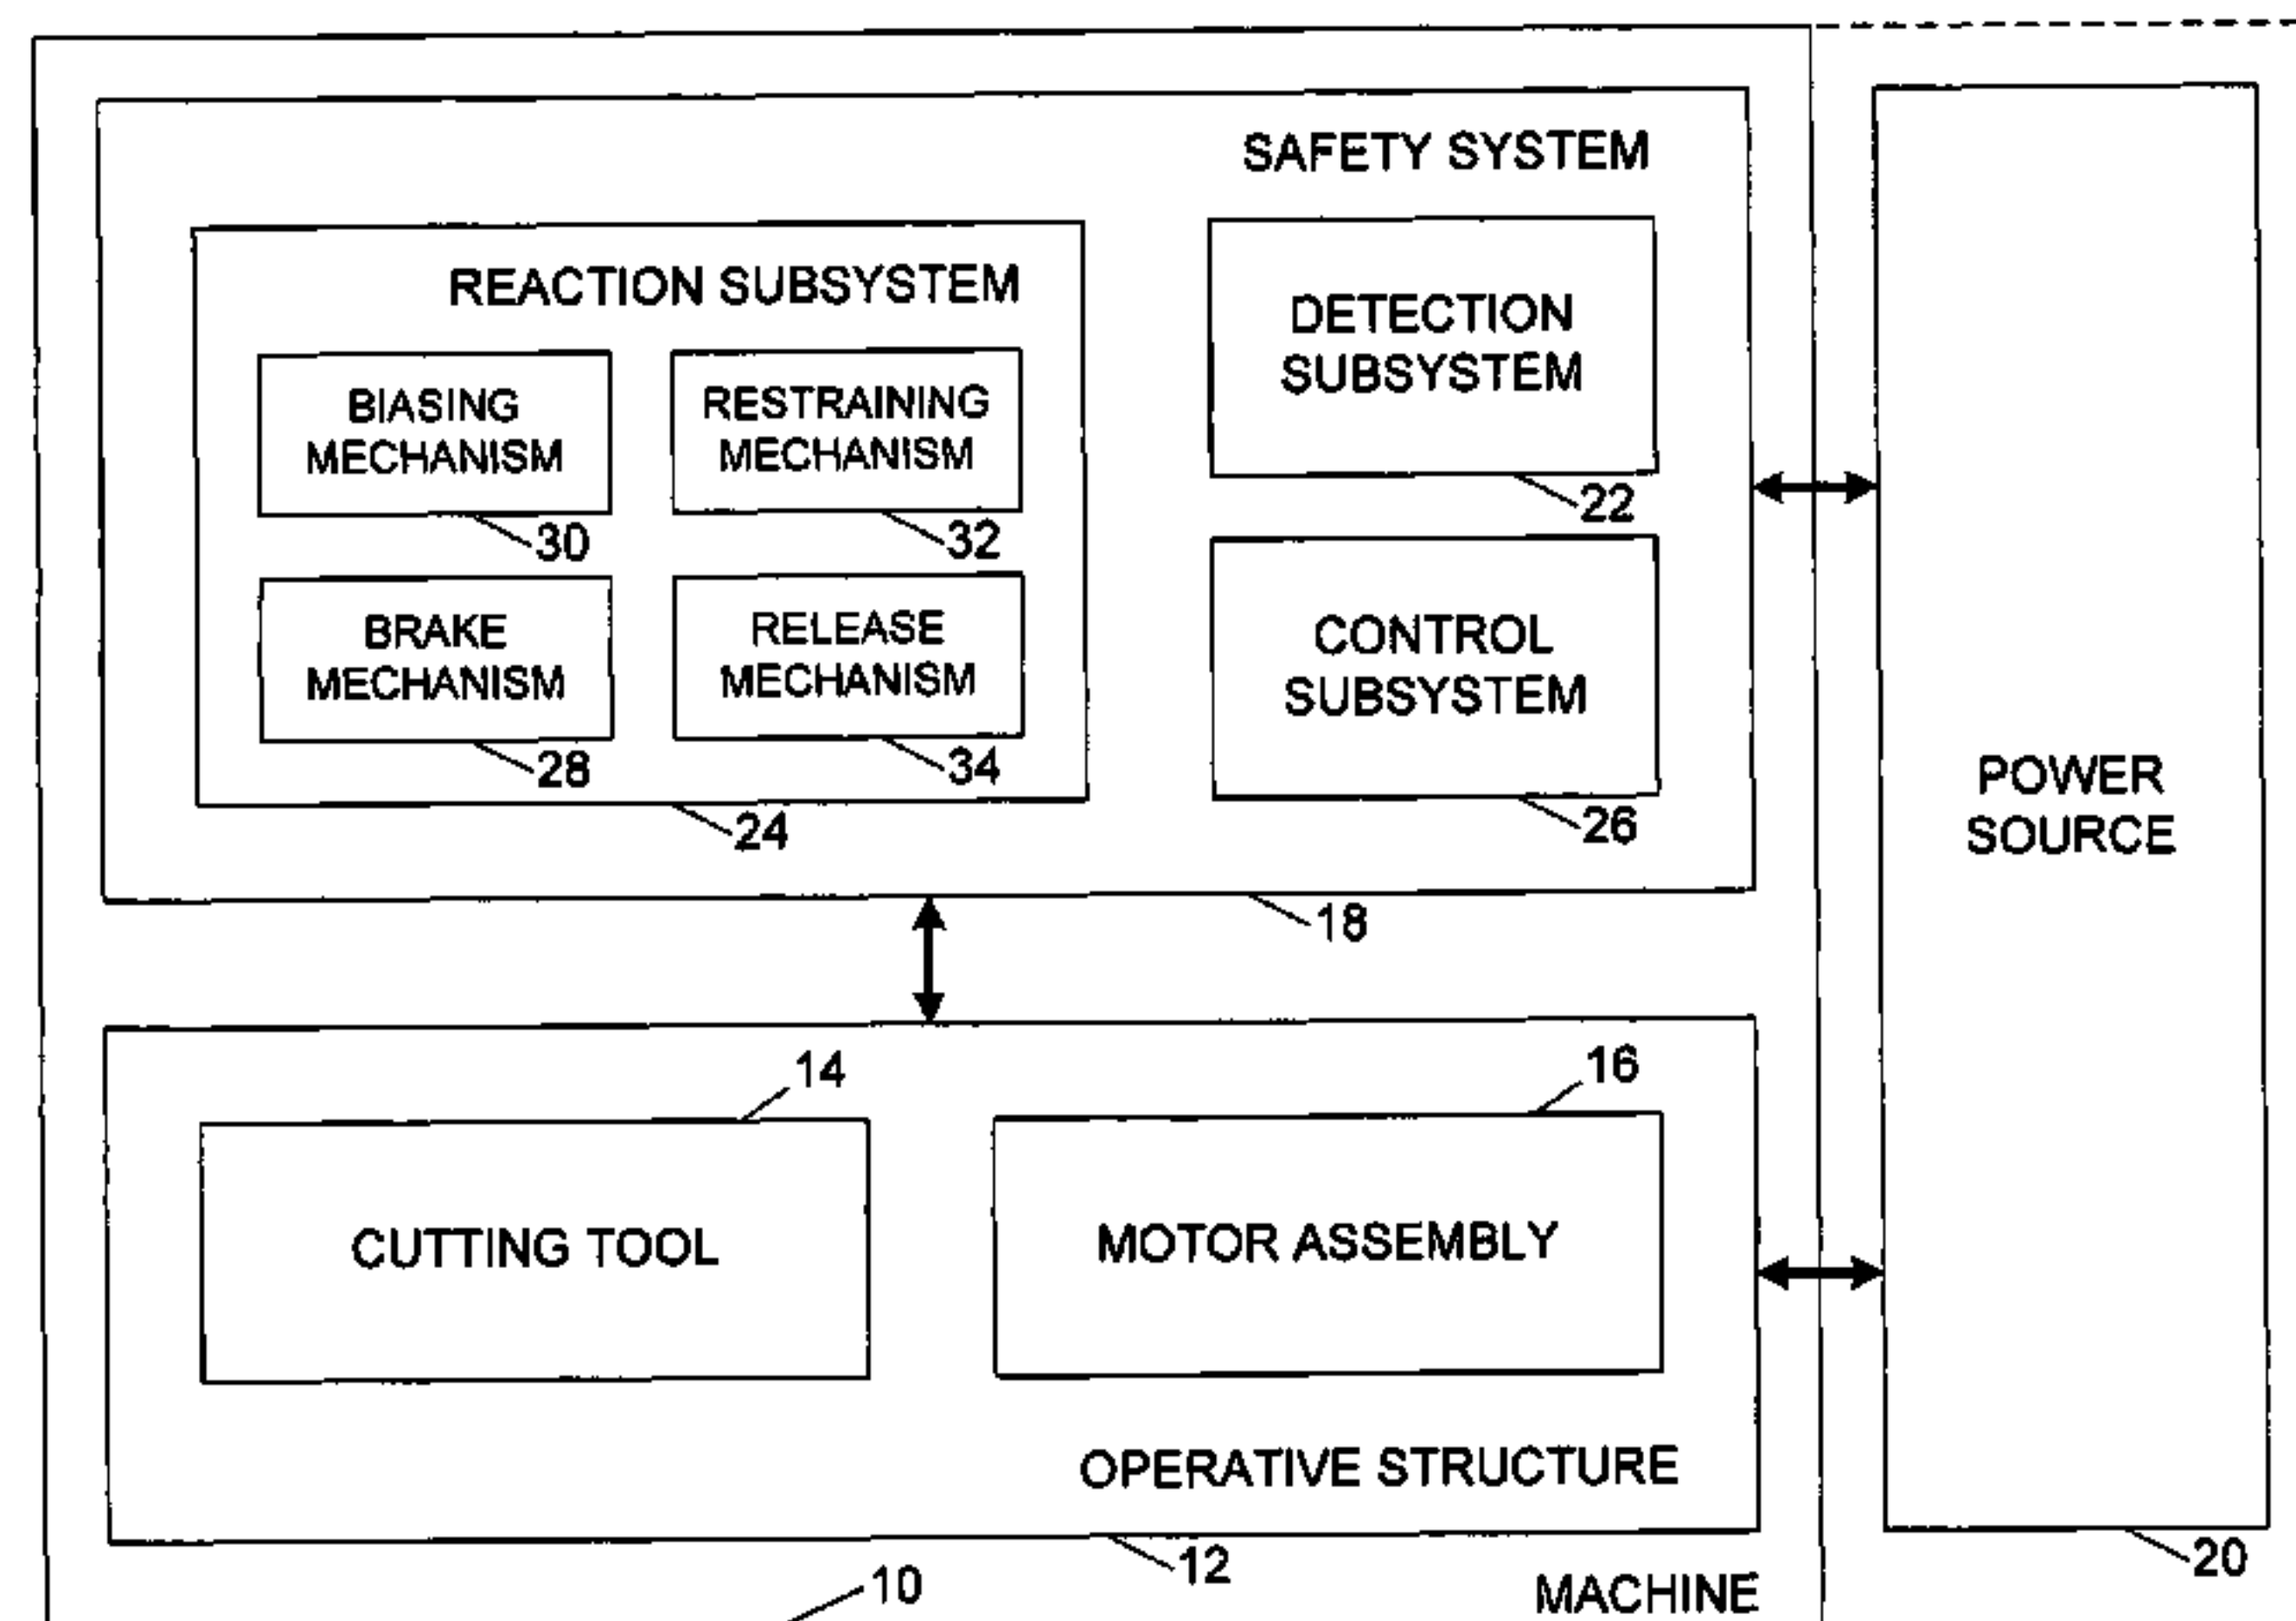 SAFETY SYSTEM
REACTION SUBSYSTEM
BIASING
MECHANISM
30
RESTRAINING
MECHANISM
32
BRAKE
MECHANISM
28
RELEASE
MECHANISM
34
24
DETECTION
SUBSYSTEM
22
CONTROL
SUBSYSTEM
26
18
POWER
SOURCE
20
14
CUTTING TOOL
16
MOTOR ASSEMBLY
OPERATIVE STRUCTURE
12
10
MACHINE